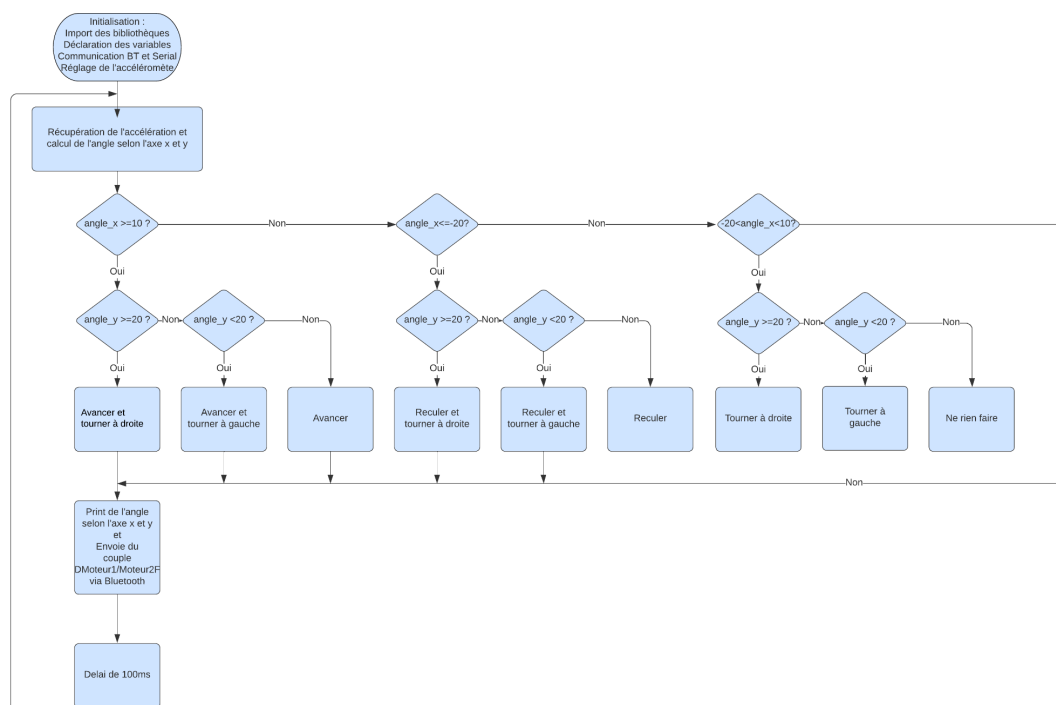 Initialisation :
Import des bibliothèques
Déclaration des variables
Communication BT et Serial
Réglage de l'accéléromète
Récupération de l'accélération et
calcul de l'angle selon l'axe x et y
angle_x >=10 ?
Non
angle_x<=-20?
Non
-20<angle_x<10?
Oui
Oui
Oui
angle_y >=20 ?
Non
angle_y <20 ?
Non
angle_y >=20 ?
Non
angle_y <20 ?
Non
angle_y >=20 ?
Non
angle_y <20 ?
Non
Oui
Oui
Oui
Oui
Oui
Oui
Avancer et
tourner à droite
Avancer et
tourner à gauche
Avancer
Reculer et
tourner à droite
Reculer et
tourner à gauche
Reculer
Tourner à droite
Tourner à
gauche
Ne rien faire
Non
Print de l'angle
selon l'axe x et y
et
Envoie du
couple
DMoteur1/Moteur2F
via Bluetooth
Delai de 100ms